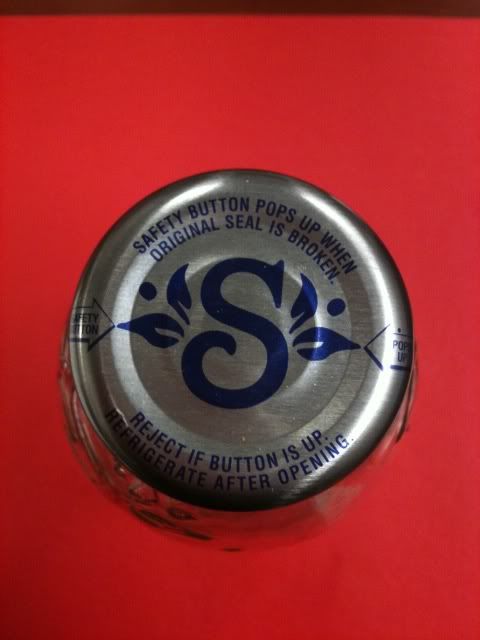 SAFETY BUTTON POPS UP WHEN
ORIGINAL SEAL IS BROKEN.
SAFETY
BUTTON
S
POPS
UP
REJECT IF BUTTON IS UP.
REFRIGERATE AFTER OPENING.